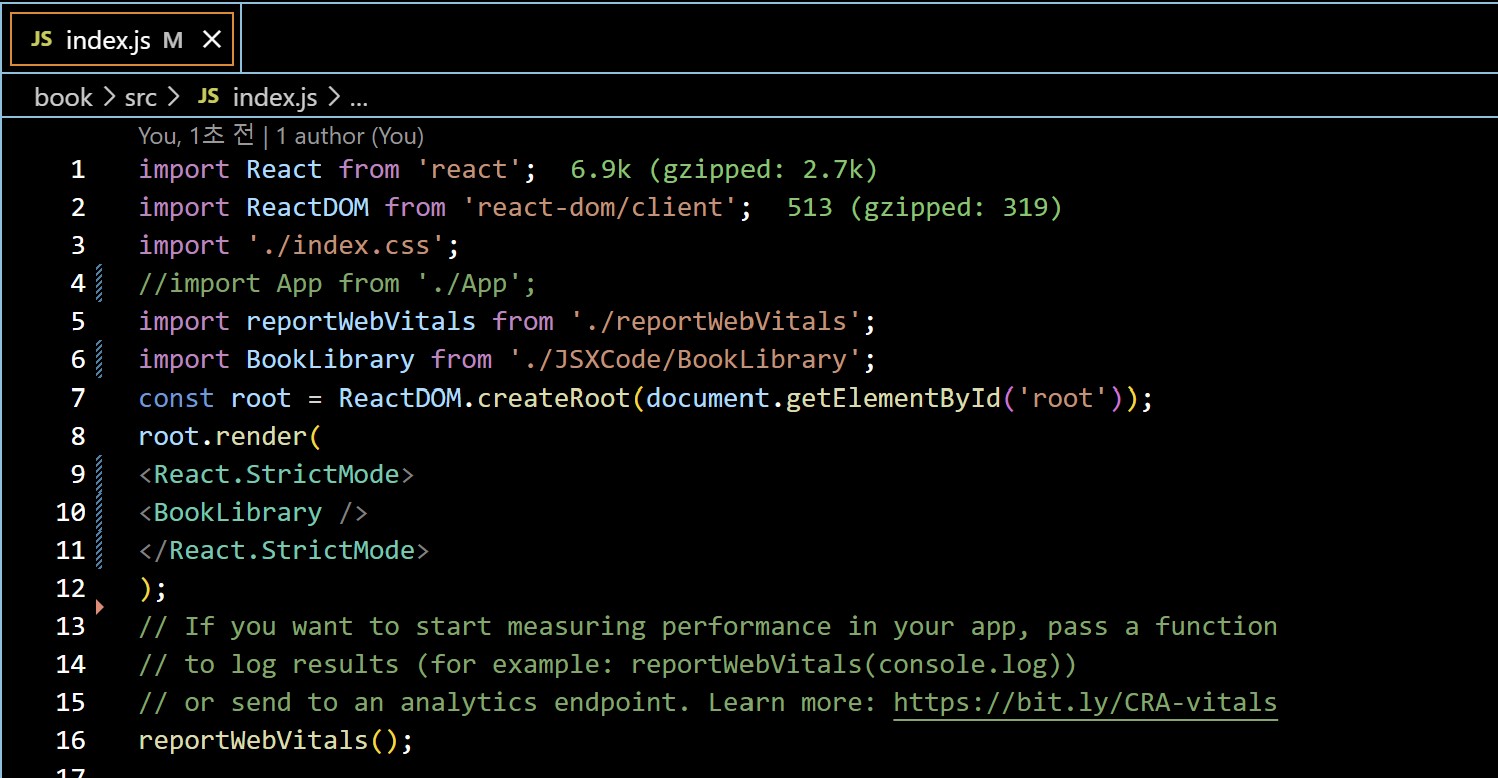 JS index.js M ✕
book > src > JS index.js > ...
You, 1초 전 | 1 author (You)
1 import React from 'react'; 6.9k (gzipped: 2.7k)
2 import ReactDOM from 'react-dom/client'; 513 (gzipped: 319)
3 import './index.css';
4 //import App from './App';
5 import reportWebVitals from './reportWebVitals';
6 import BookLibrary from './JSXCode/BookLibrary';
7 const root = ReactDOM.createRoot(document.getElementById('root'));
8 root.render(
9 <React.StrictMode>
10 <BookLibrary />
11 </React.StrictMode>
12 );
13 // If you want to start measuring performance in your app, pass a function
14 // to log results (for example: reportWebVitals(console.log))
15 // or send to an analytics endpoint. Learn more: https://bit.ly/CRA-vitals
16 reportWebVitals();
17